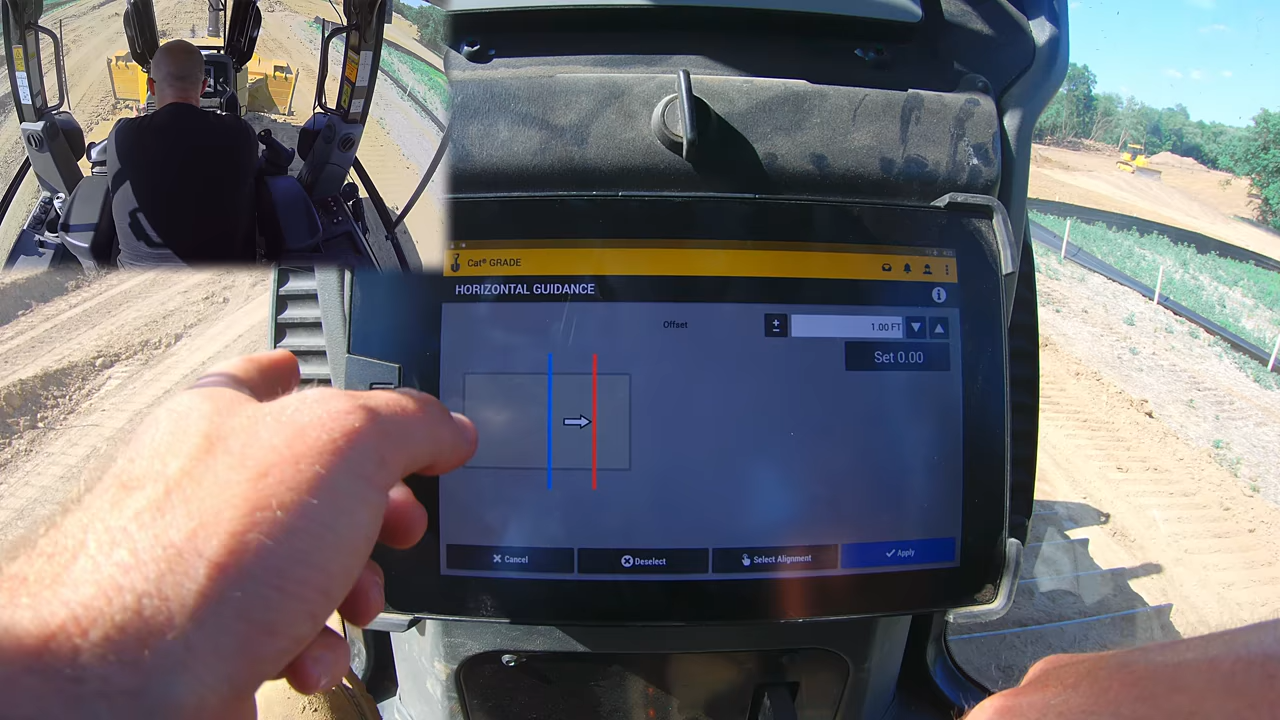 Cat® GRADE
HORIZONTAL GUIDANCE
Offset
1.00 FT
Set 0.00
Cancel
Deselect
Select Alignment
Apply